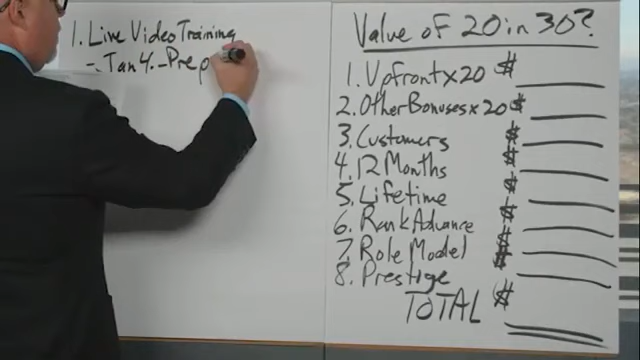 1. Live Video Training
-. Jan 4. - Prep
Value of 20 in 30?
1. Upfront x 20 $
2. Other Bonuses x 20 $
3. Customers $
4. 12 Months $
5. Lifetime $
6. Rank Advance $
7. Role Model $
8. Prestige $
TOTAL $